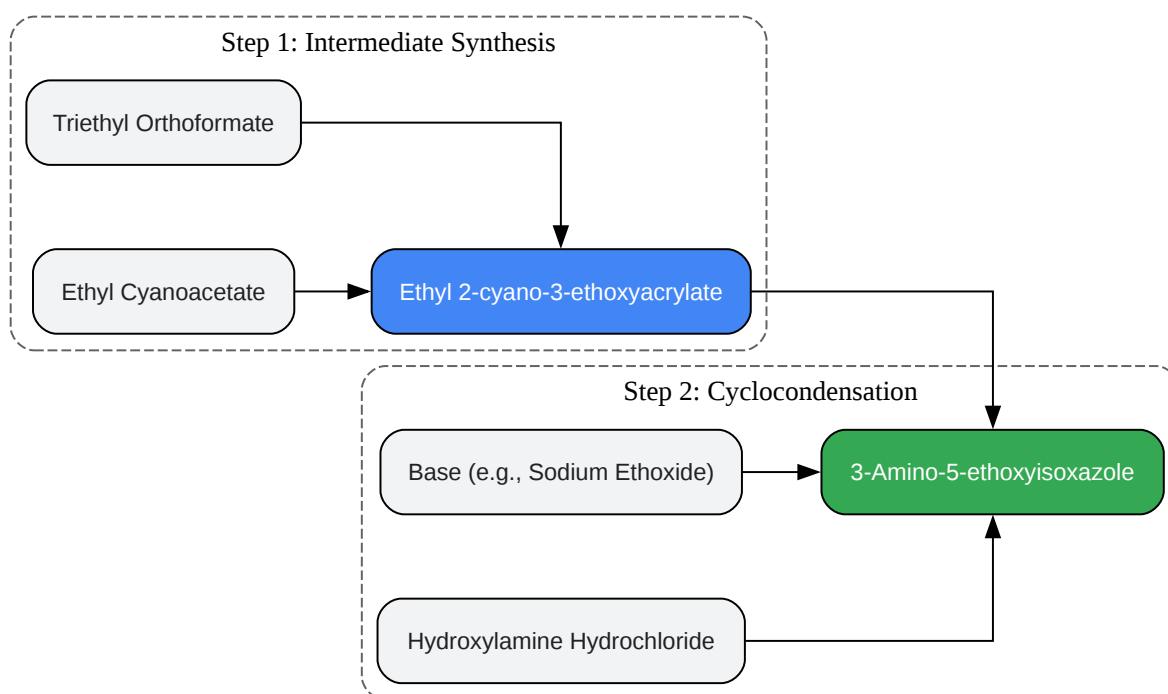 Step 1: Intermediate Synthesis
Triethyl Orthoformate
Ethyl Cyanoacetate
Ethyl 2-cyano-3-ethoxyacrylate
Step 2: Cyclocondensation
Base (e.g., Sodium Ethoxide)
3-Amino-5-ethoxyisoxazole
Hydroxylamine Hydrochloride